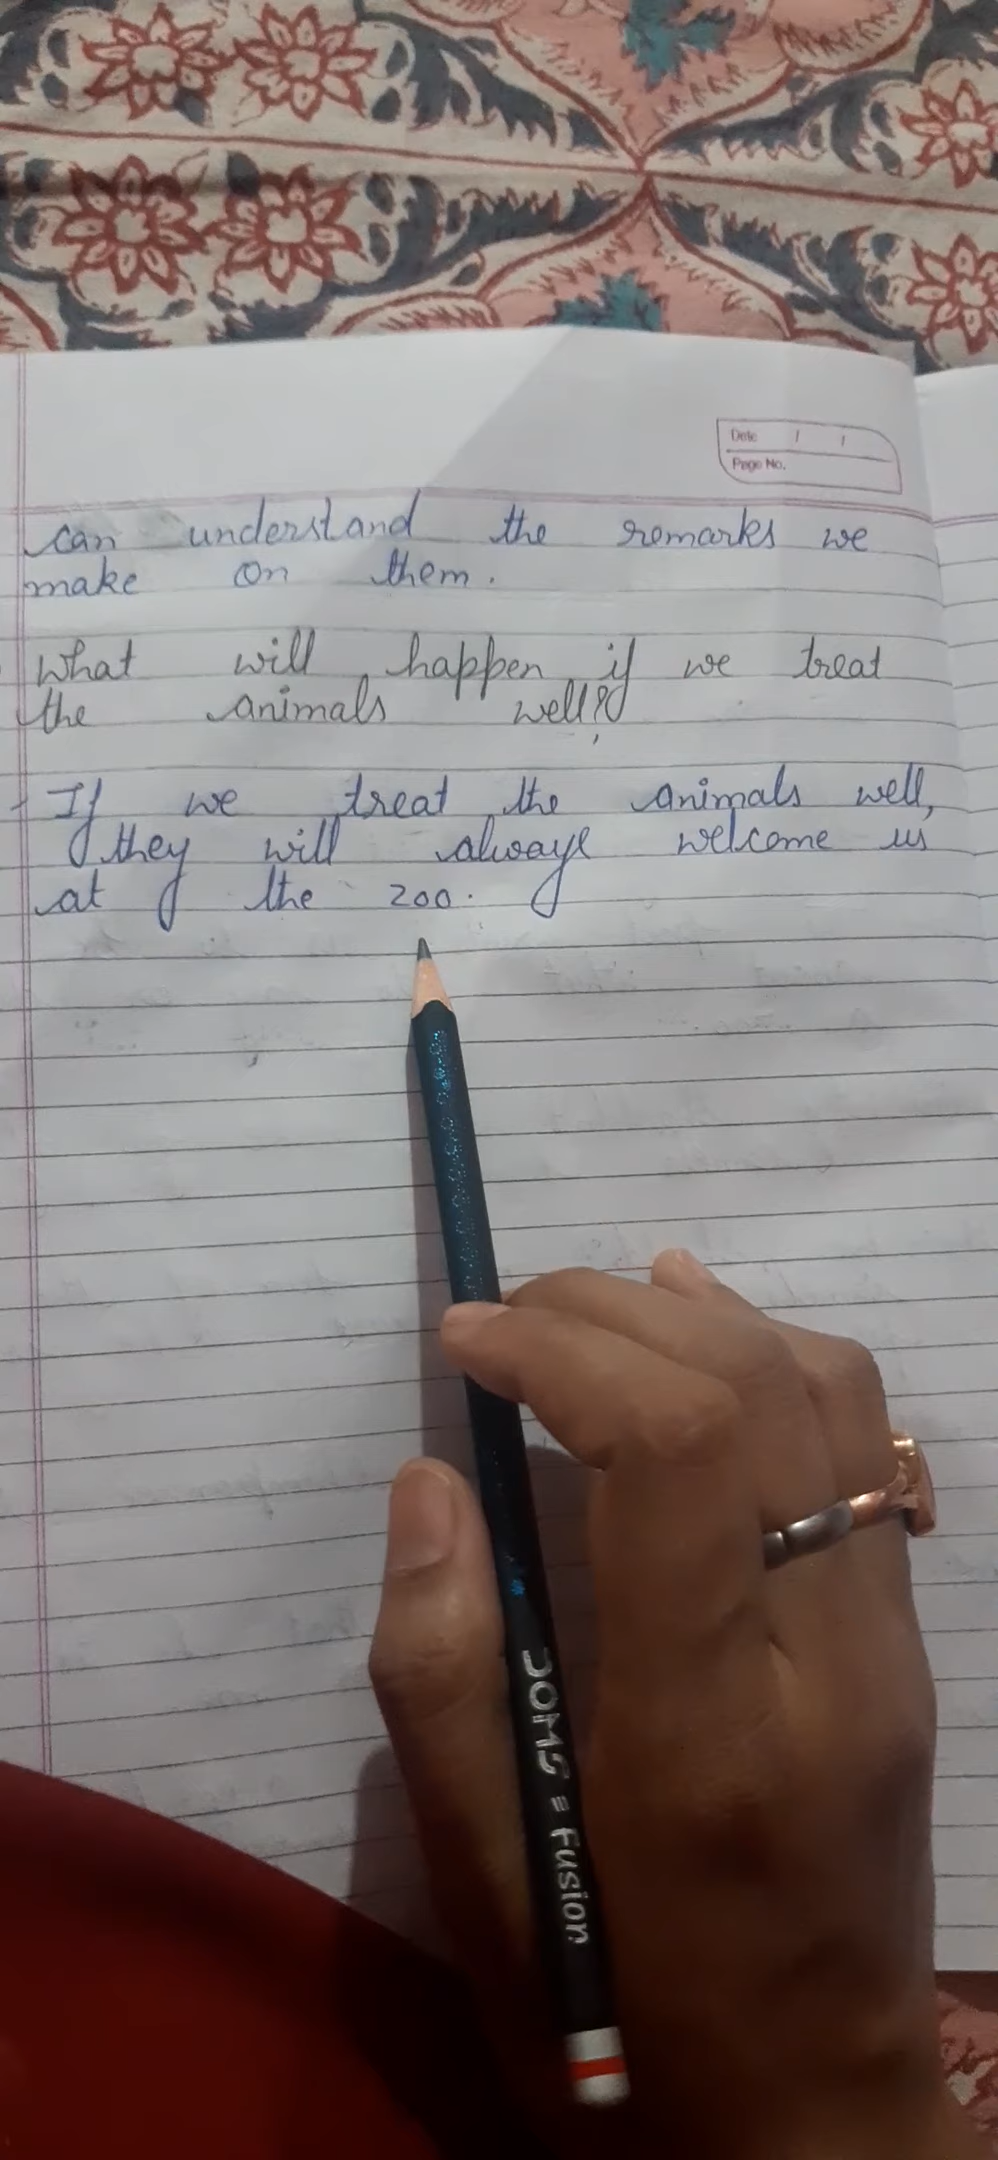 Date / /
Page No.
can understand the remarks we
make on them.
What will happen if we treat
the animals well?
If we treat the animals well,
they will always welcome us
at the zoo.
DOMS = Fusion